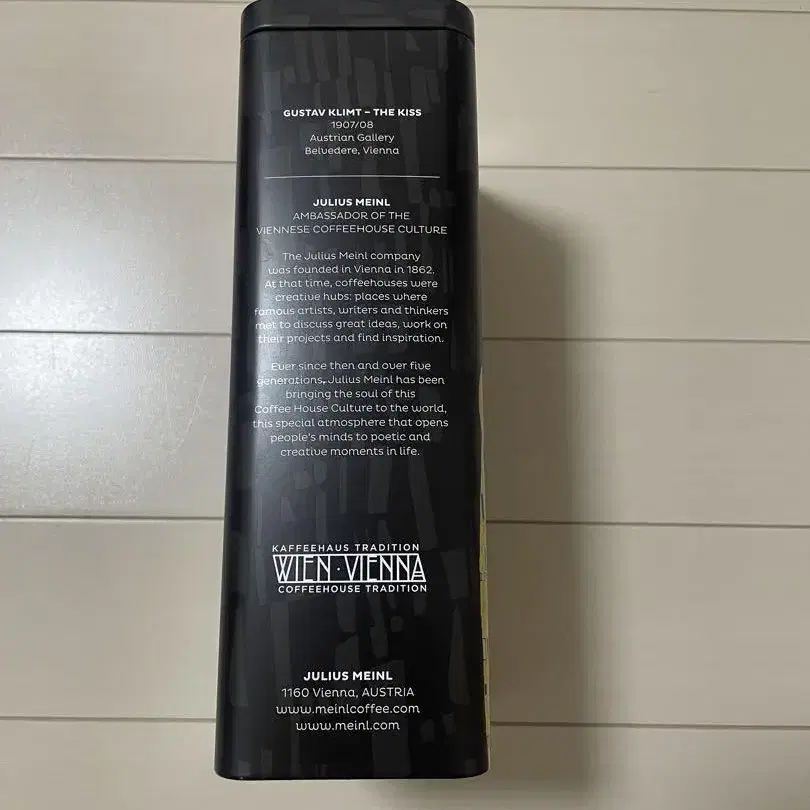 GUSTAV KLIMT – THE KISS
1907/08
Austrian Gallery
Belvedere, Vienna
JULIUS MEINL
AMBASSADOR OF THE
VIENNESE COFFEEHOUSE CULTURE
The Julius Meinl company
was founded in Vienna in 1862.
At that time, coffeehouses were
creative hubs: places where
famous artists, writers and thinkers
met to discuss great ideas, work on
their projects and find inspiration.
Ever since then and over five
generations, Julius Meinl has been
bringing the soul of this
Coffee House Culture to the world,
this special atmosphere that opens
people's minds to poetic and
creative moments in life.
KAFFEEHAUS TRADITION
WIEN · VIENNA
COFFEEHOUSE TRADITION
JULIUS MEINL
1160 Vienna, AUSTRIA
www.meinlcoffee.com
www.meinl.com